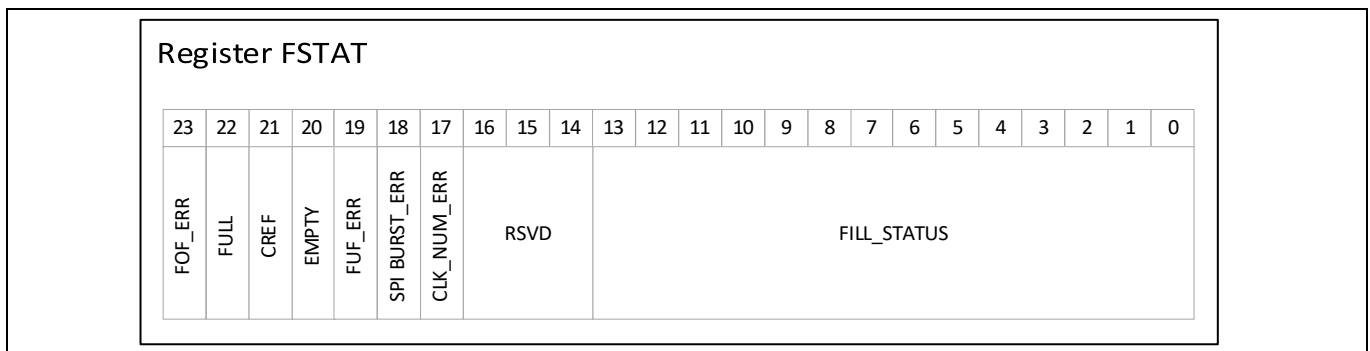 Register FSTAT
23 22 21 20 19 18 17 16 15 14 13 12 11 10 9 8 7 6 5 4 3 2 1 0
FOF_ERR
FULL
CREF
EMPTY
FUF_ERR
SPI BURST_ERR
CLK_NUM_ERR
RSVD
FILL_STATUS